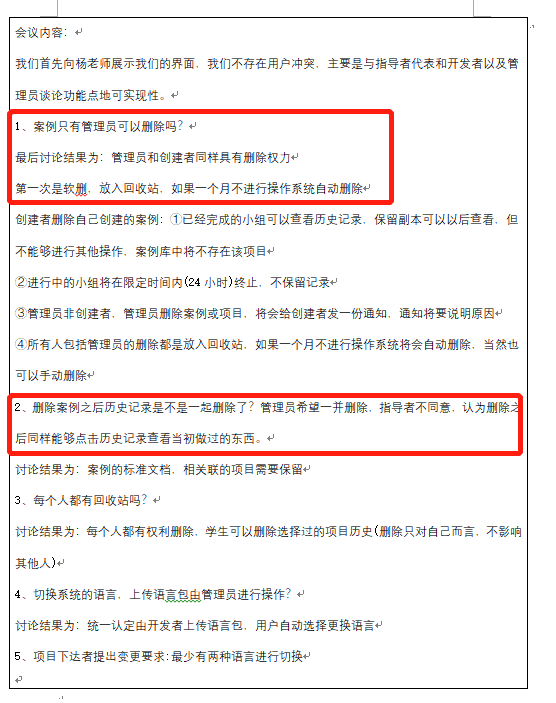 会议内容：
我们首先向杨老师展示我们的界面，我们不存在用户冲突，主要是与指导者代表和开发者以及管
理员谈论功能点地可实现性。
1、案例只有管理员可以删除吗？
最后讨论结果为：管理员和创建者同样具有删除权力
第一次是软删，放入回收站，如果一个月不进行操作系统自动删除
创建者删除自己创建的案例：①已经完成的小组可以查看历史记录，保留副本可以以后查看，但
不能够进行其他操作，案例库中将不存在该项目
②进行中的小组将在限定时间内(24 小时)终止，不保留记录
③管理员非创建者，管理员删除案例或项目，将会给创建者发一份通知，通知将要说明原因
④所有人包括管理员的删除都是放入回收站，如果一个月不进行操作系统将会自动删除，当然也
可以手动删除
2、删除案例之后历史记录是不是一起删除了？管理员希望一并删除，指导者不同意，认为删除之
后同样能够点击历史记录查看当初做过的东西。
讨论结果为：案例的标准文档，相关联的项目需要保留
3、每个人都有回收站吗？
讨论结果为：每个人都有权利删除，学生可以删除选择过的项目历史(删除只对自己而言，不影响
其他人)
4、切换系统的语言，上传语言包由管理员进行操作？
讨论结果为：统一认定由开发者上传语言包，用户自动选择更换语言
5、项目下达者提出变更要求:最少有两种语言进行切换